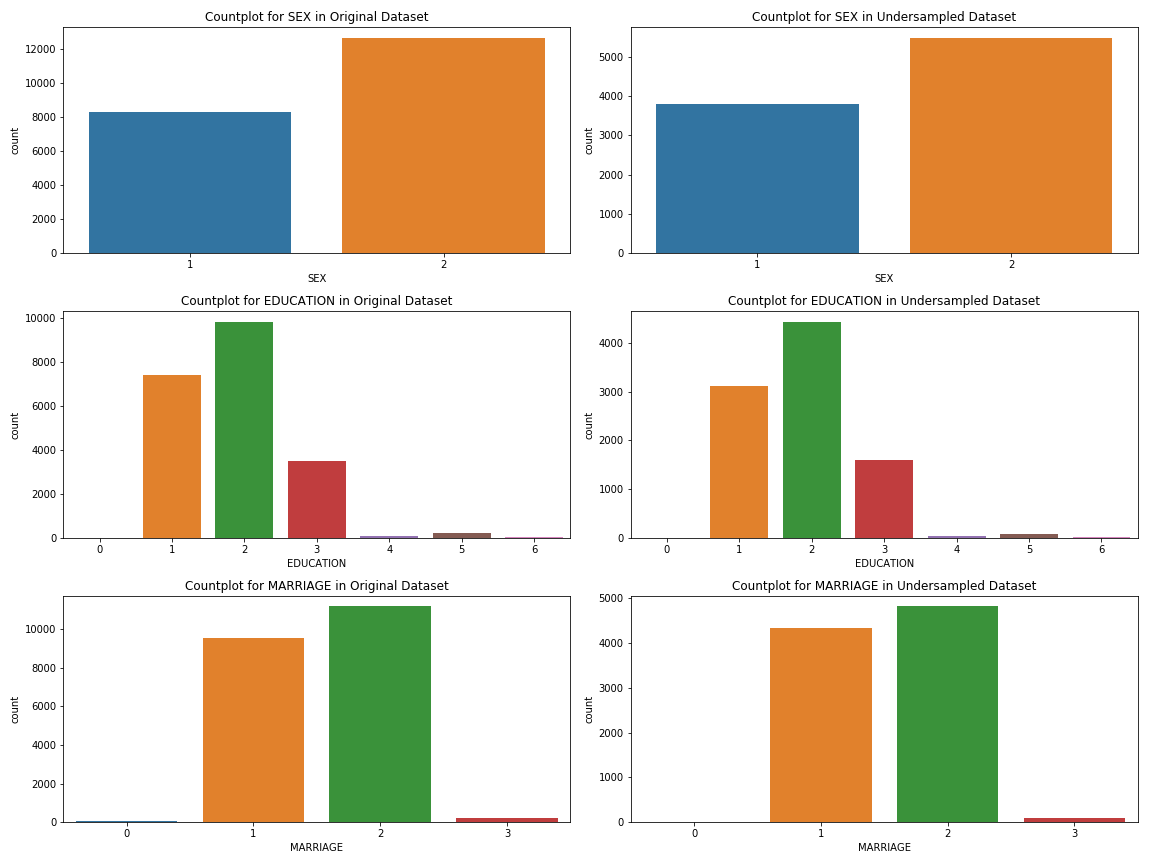 Countplot for SEX in Original Dataset
12000
10000
8000
6000
4000
2000
0
count
1 2
SEX
Countplot for SEX in Undersampled Dataset
5000
4000
3000
2000
1000
0
count
1 2
SEX
Countplot for EDUCATION in Original Dataset
10000
8000
6000
4000
2000
0
count
0 1 2 3 4 5 6
EDUCATION
Countplot for EDUCATION in Undersampled Dataset
4000
3000
2000
1000
0
count
0 1 2 3 4 5 6
EDUCATION
Countplot for MARRIAGE in Original Dataset
10000
8000
6000
4000
2000
0
count
0 1 2 3
MARRIAGE
Countplot for MARRIAGE in Undersampled Dataset
5000
4000
3000
2000
1000
0
count
0 1 2 3
MARRIAGE